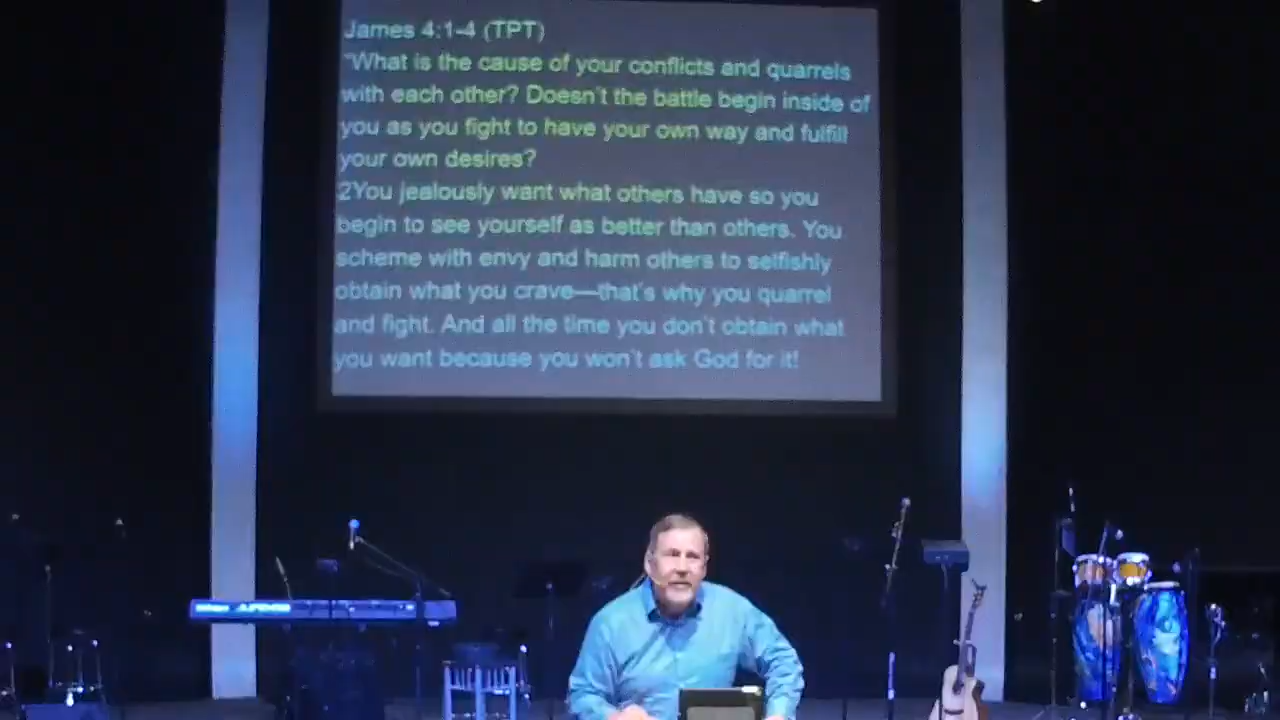 James 4:1-4 (TPT)
"What is the cause of your conflicts and quarrels
with each other? Doesn't the battle begin inside of
you as you fight to have your own way and fulfill
your own desires?
2You jealously want what others have so you
begin to see yourself as better than others. You
scheme with envy and harm others to selfishly
obtain what you crave—that's why you quarrel
and fight. And all the time you don't obtain what
you want because you won't ask God for it!